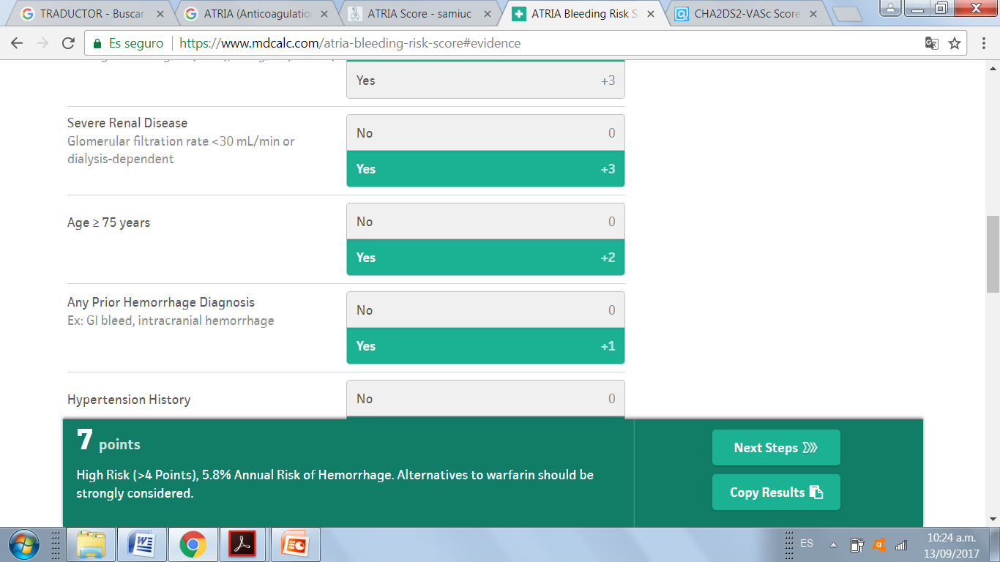 TRADUCTOR - Buscar
ATRIA (Anticoagulatio
ATRIA Score - samiuc
ATRIA Bleeding Risk S
CHA2DS2-VASc Score
Es seguro
https://www.mdcalc.com/atria-bleeding-risk-score#evidence
Yes +3
Severe Renal Disease
Glomerular filtration rate <30 mL/min or
dialysis-dependent
No 0
Yes +3
Age ≥ 75 years
No 0
Yes +2
Any Prior Hemorrhage Diagnosis
Ex: GI bleed, intracranial hemorrhage
No 0
Yes +1
Hypertension History
No 0
7 points
High Risk (>4 Points), 5.8% Annual Risk of Hemorrhage. Alternatives to warfarin should be
strongly considered.
Next Steps
Copy Results
ES
10:24 a.m.
13/09/2017